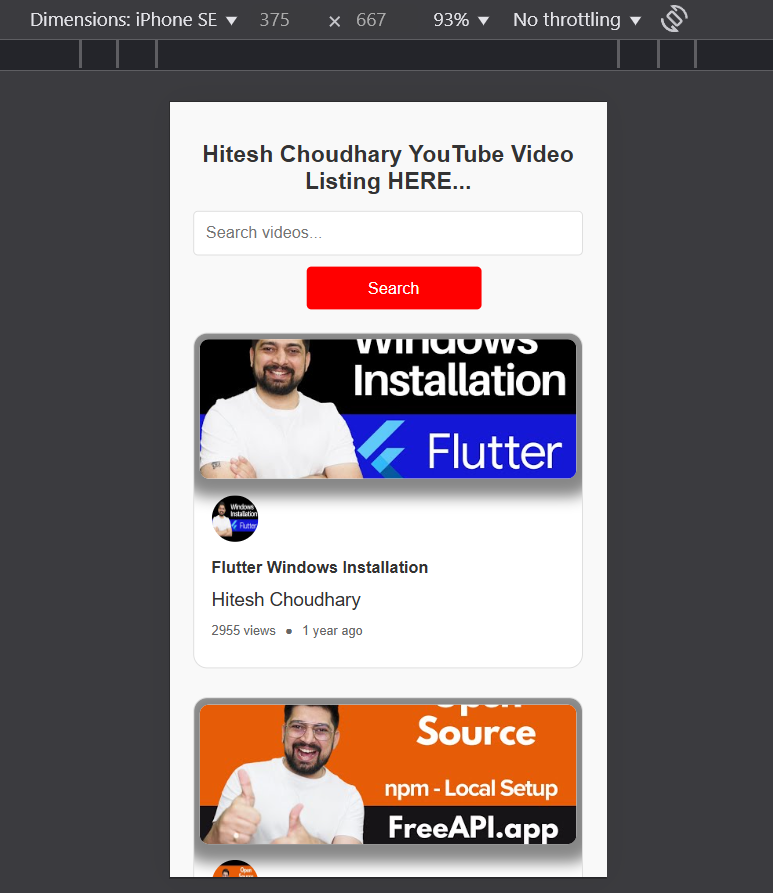 Dimensions: iPhone SE ▼ 375 × 667 93% ▼ No throttling ▼
Hitesh Choudhary YouTube Video
Listing HERE...
Search videos...
Search
Windows
Installation
Flutter
Windows
Installation
Flutter
Flutter Windows Installation
Hitesh Choudhary
2955 views ● 1 year ago
Open
Source
npm - Local Setup
FreeAPI.app
Open
Source